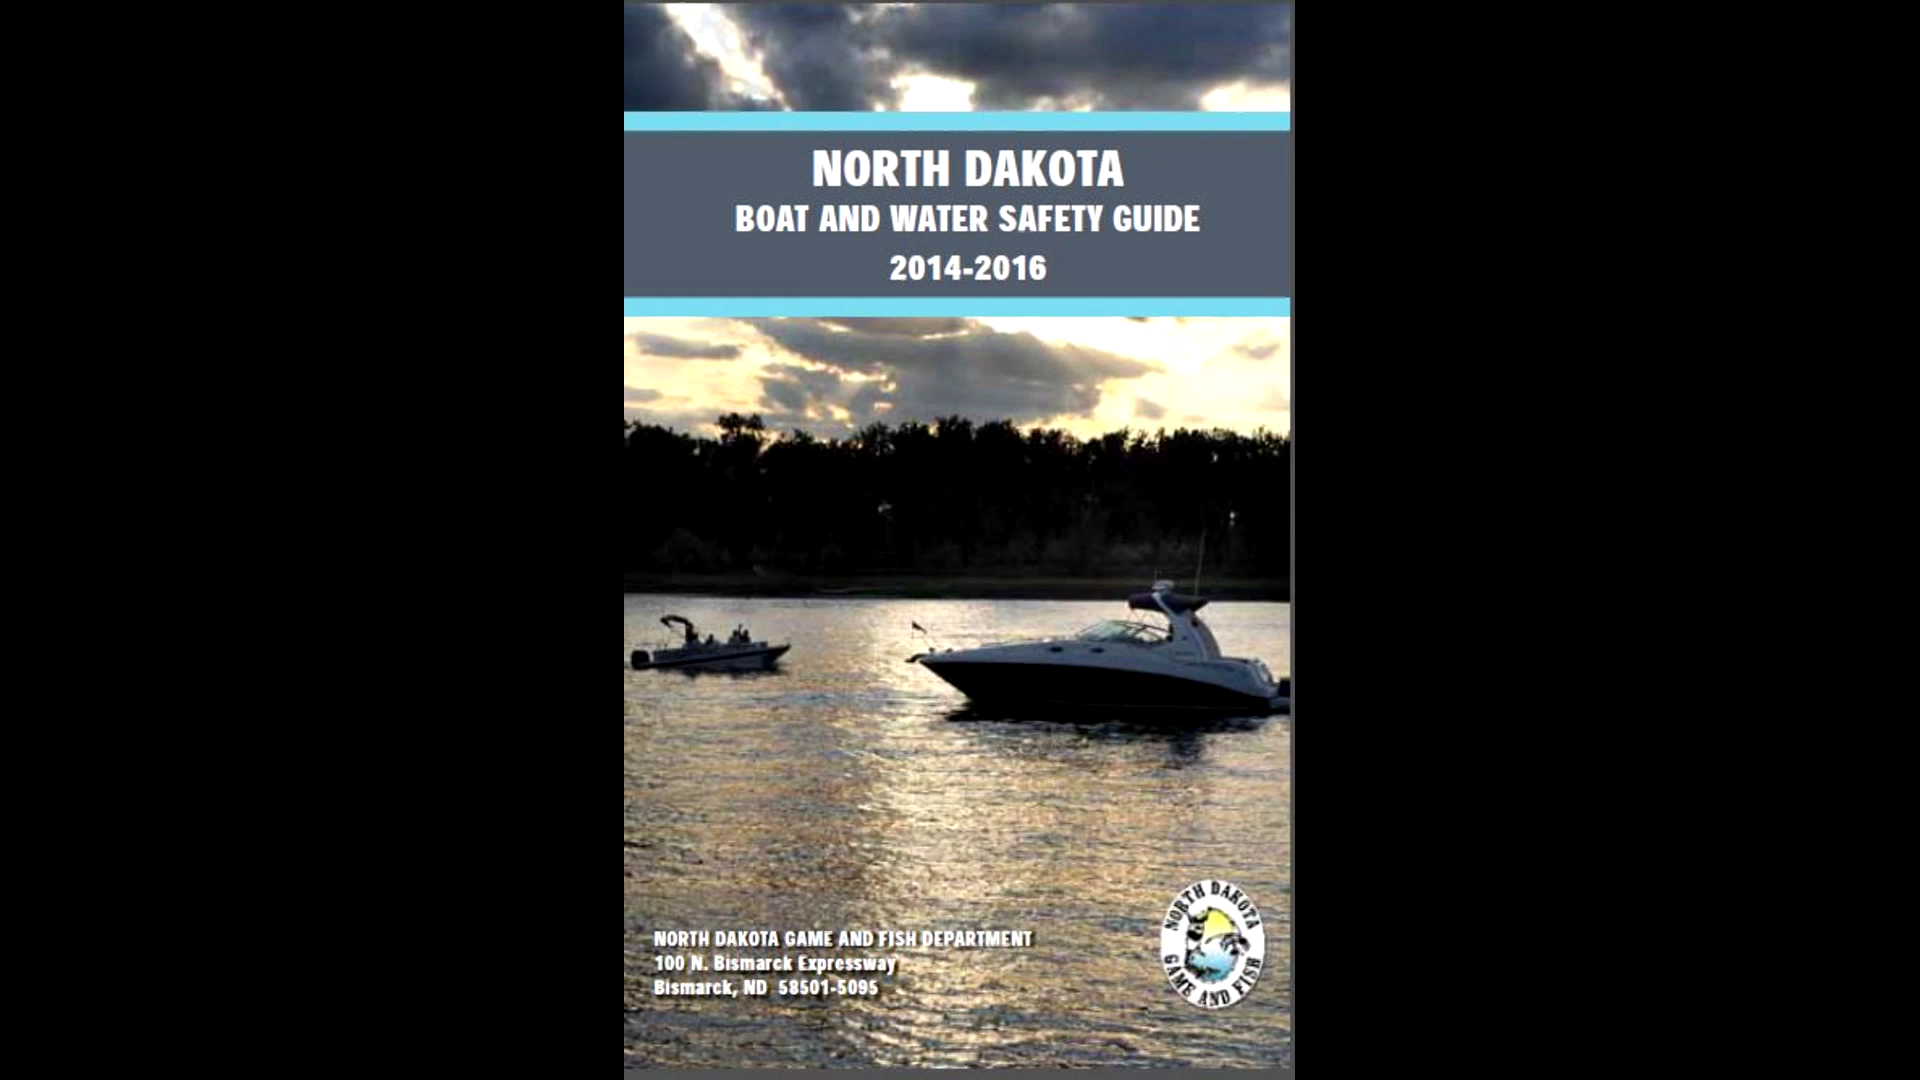 NORTH DAKOTA
BOAT AND WATER SAFETY GUIDE
2014-2016
NORTH DAKOTA GAME AND FISH DEPARTMENT
100 N. Bismarck Expressway
Bismarck, ND 58501-5095
NORTH DAKOTA
GAME AND FISH